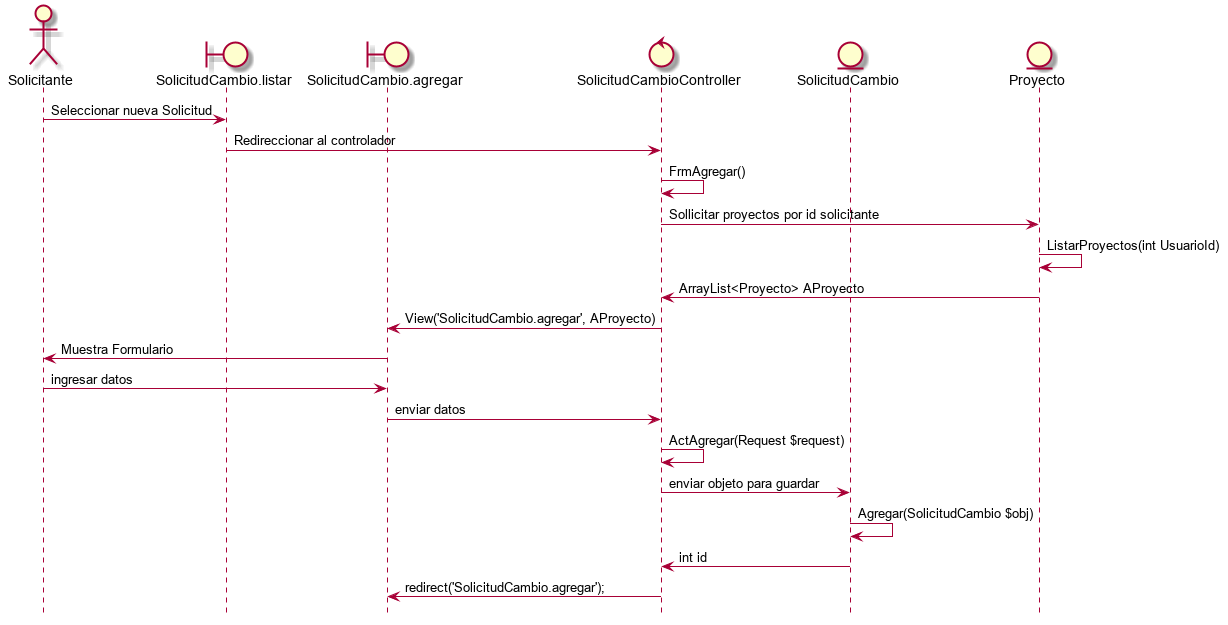 Solicitante
SolicitudCambio.listar
SolicitudCambio.agregar
SolicitudCambioController
SolicitudCambio
Proyecto
Seleccionar nueva Solicitud
Redireccionar al controlador
FrmAgregar()
Sollicitar proyectos por id solicitante
ListarProyectos(int UsuarioId)
ArrayList<Proyecto> AProyecto
View('SolicitudCambio.agregar', AProyecto)
Muestra Formulario
ingresar datos
enviar datos
ActAgregar(Request $request)
enviar objeto para guardar
Agregar(SolicitudCambio $obj)
int id
redirect('SolicitudCambio.agregar');